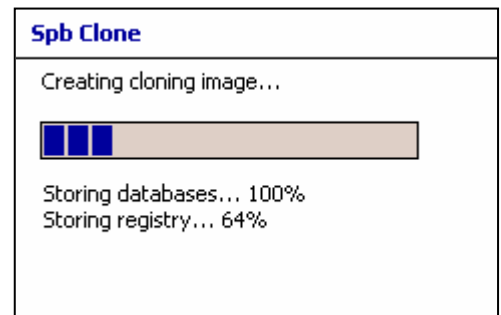 Spb Clone
Creating cloning image...
Storing databases... 100%
Storing registry... 64%